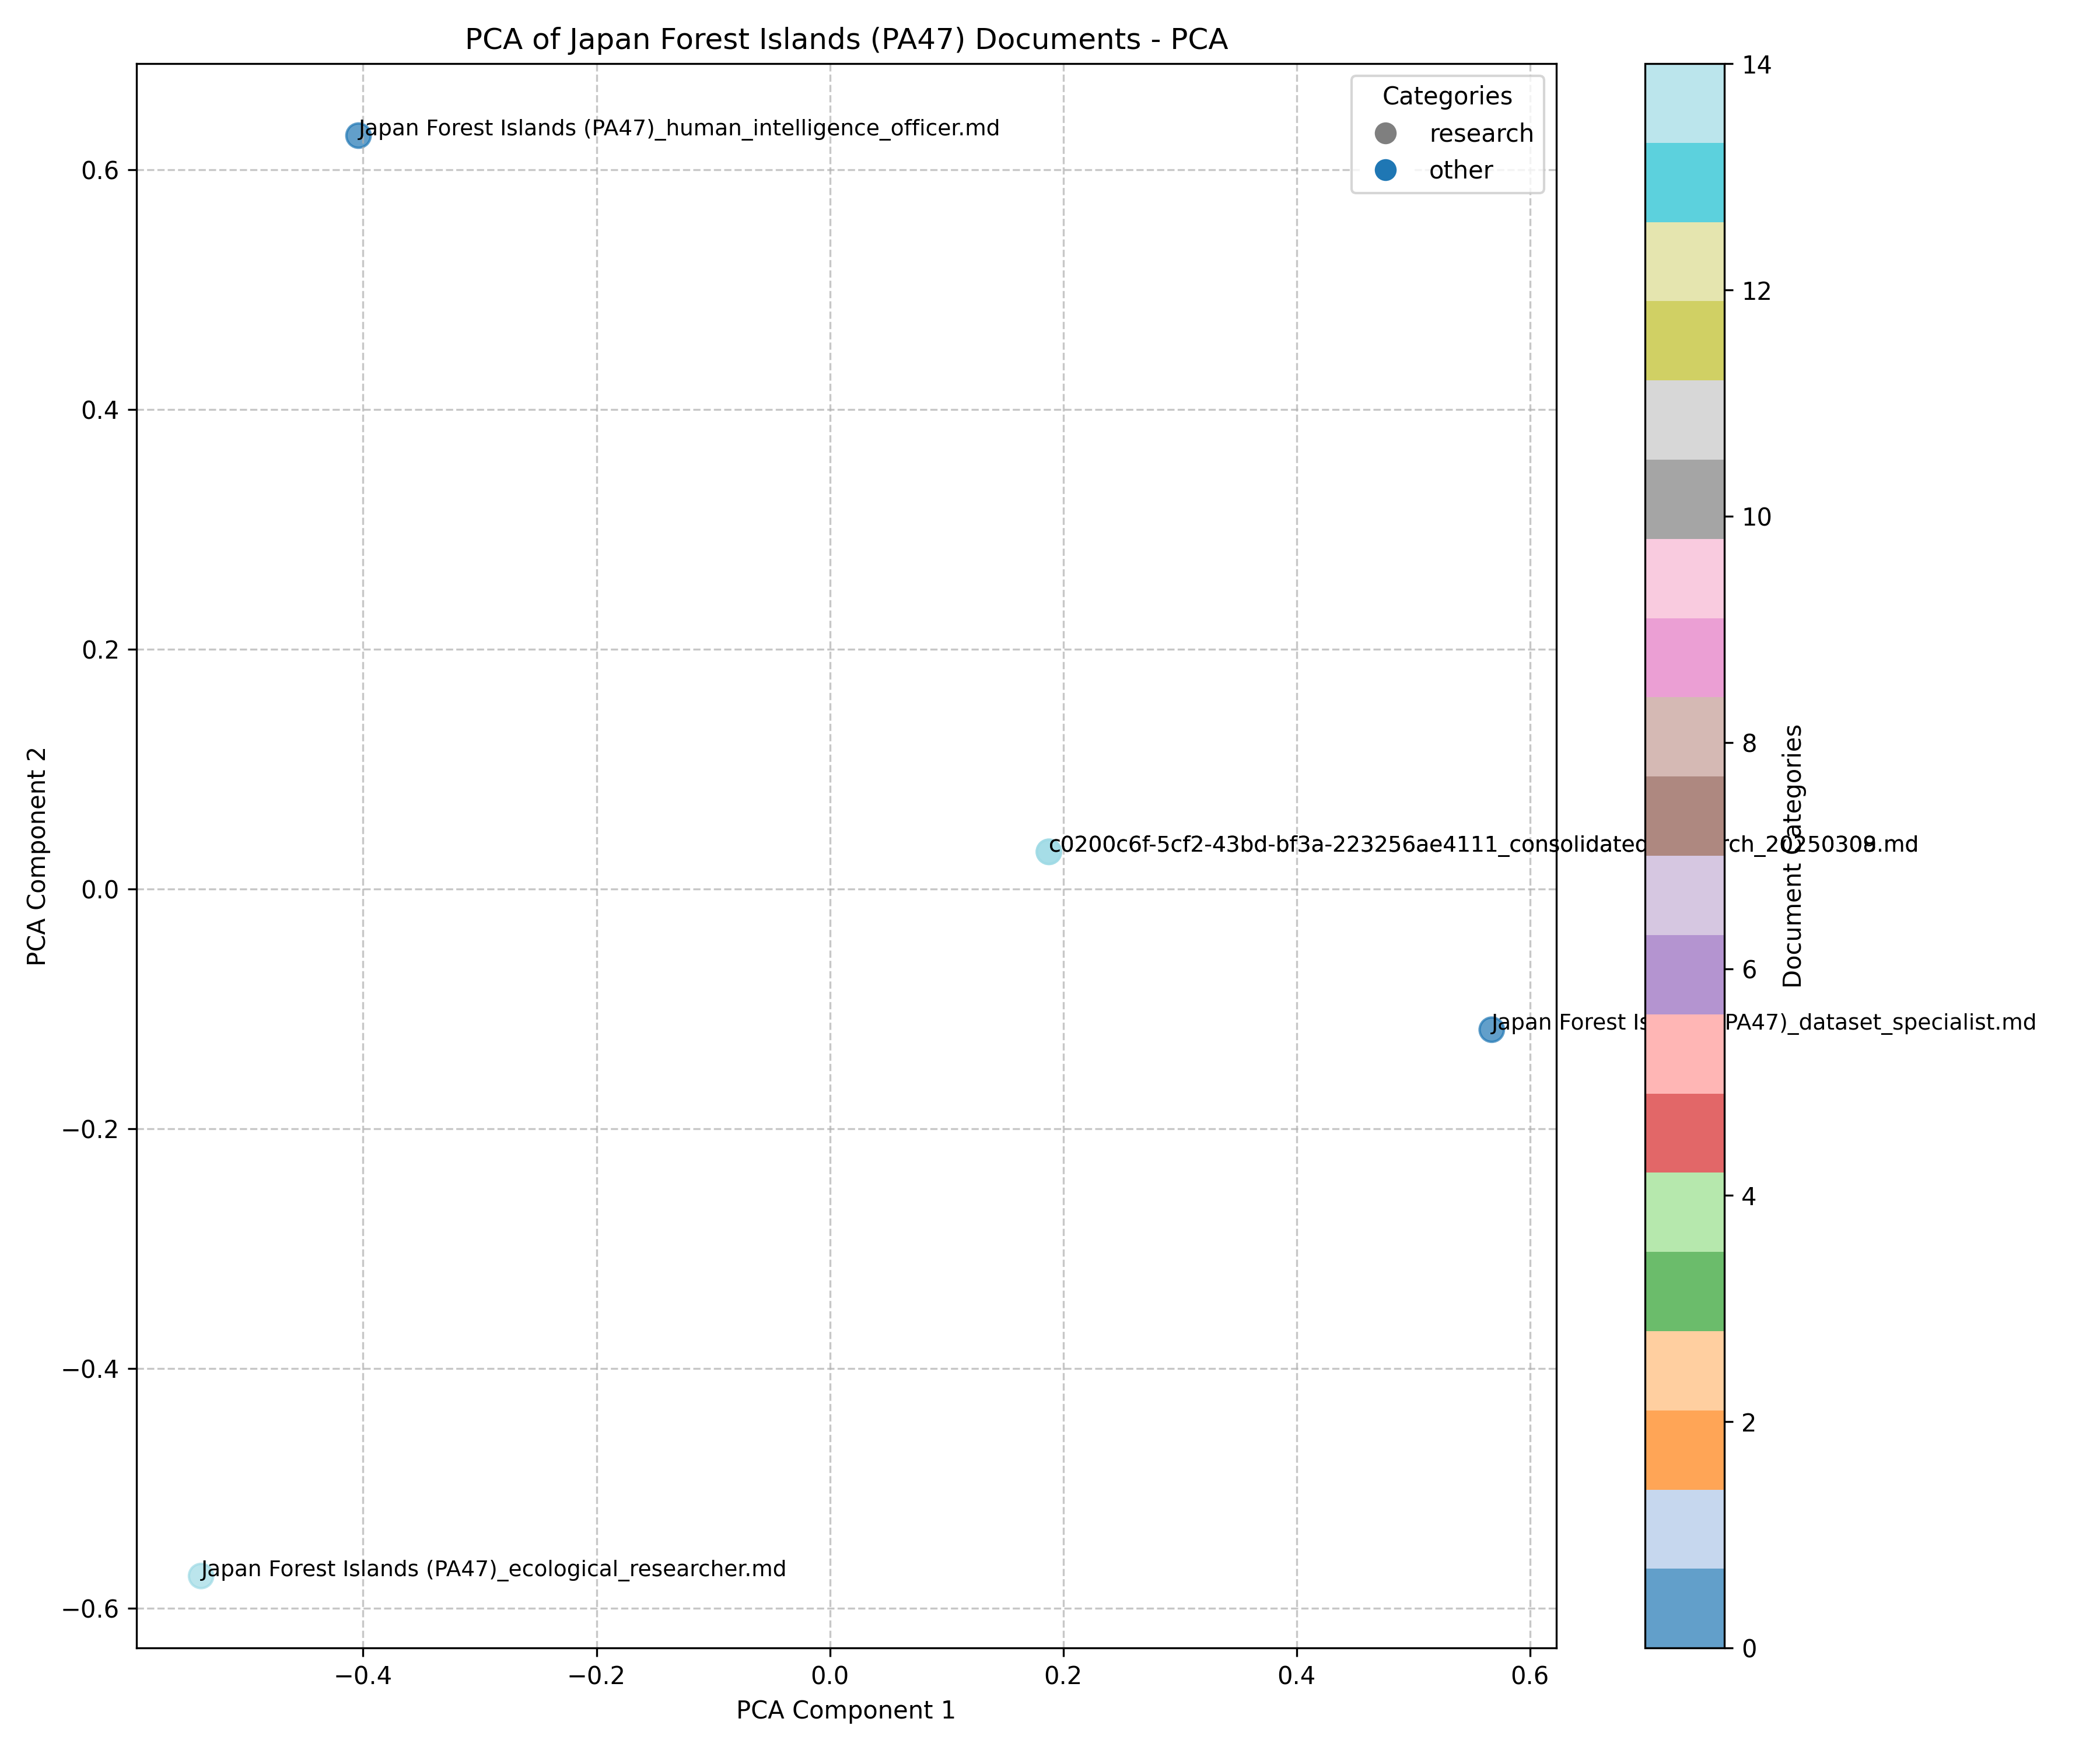 PCA of Japan Forest Islands (PA47) Documents - PCA
Categories
research
other
Japan Forest Islands (PA47)_human_intelligence_officer.md
c0200c6f-5cf2-43bd-bf3a-223256ae4111_consolidated rch_2025030 .md
Japan Forest Is PA47)_dataset_specialist.md
Japan Forest Islands (PA47)_ecological_researcher.md
0.6
0.4
0.2
0.0
−0.2
−0.4
−0.6
PCA Component 2
−0.4
−0.2
0.0
0.2
0.4
0.6
PCA Component 1
14
12
10
8
6
4
2
0
Document Categories